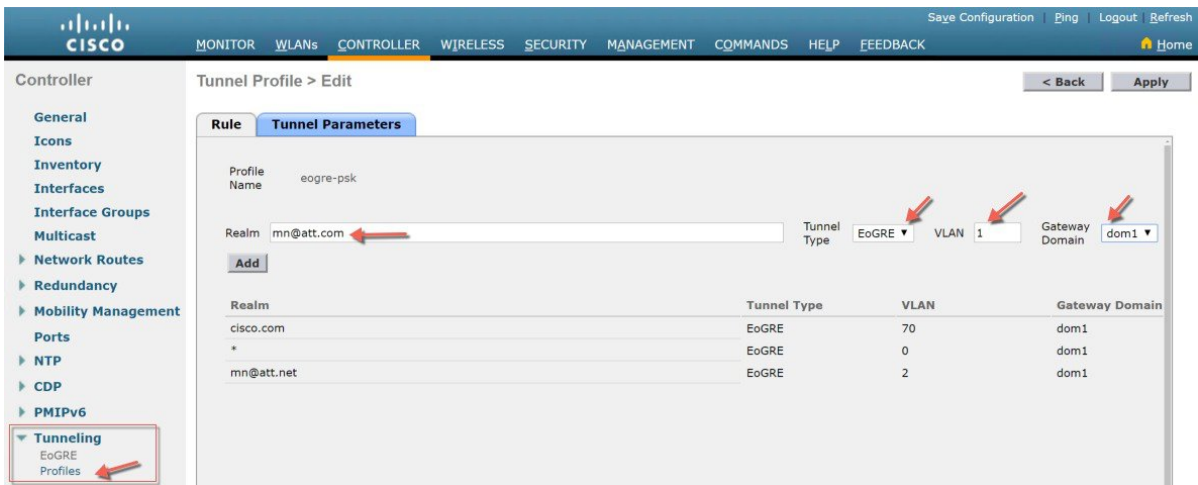 Save Configuration | Ping | Logout | Refresh
CISCO
MONITOR WLANs CONTROLLER WIRELESS SECURITY MANAGEMENT COMMANDS HELP FEEDBACK Home
Controller
Tunnel Profile > Edit
< Back Apply
General
Icons
Inventory
Interfaces
Interface Groups
Multicast
Network Routes
Redundancy
Mobility Management
Ports
NTP
CDP
PMIPv6
Tunneling
EoGRE
Profiles
Rule Tunnel Parameters
Profile Name eogre-psk
Realm mn@att.com Tunnel Type EoGRE VLAN 1 Gateway Domain dom1
Add
Realm Tunnel Type VLAN Gateway Domain
cisco.com EoGRE 70 dom1
* EoGRE 0 dom1
mn@att.net EoGRE 2 dom1